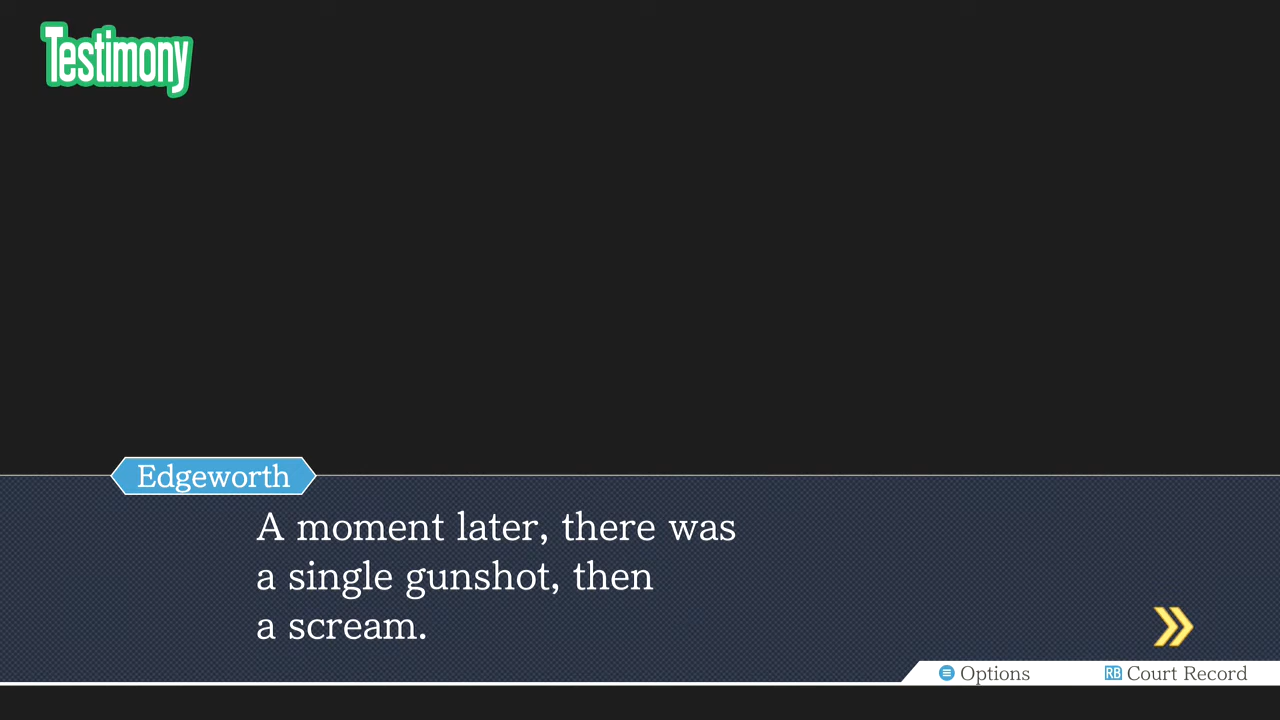 Testimony
Edgeworth
A moment later, there was
a single gunshot, then
a scream.
Options
RB Court Record